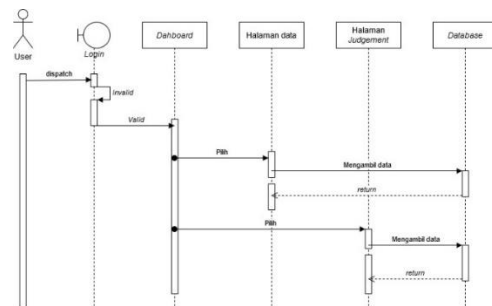 User
Login
Dahboard
Halaman data
Halaman
Judgement
Database
dispatch
Invalid
Valid
Pilih
Mengambil data
return
Pilih
Mengambil data
return